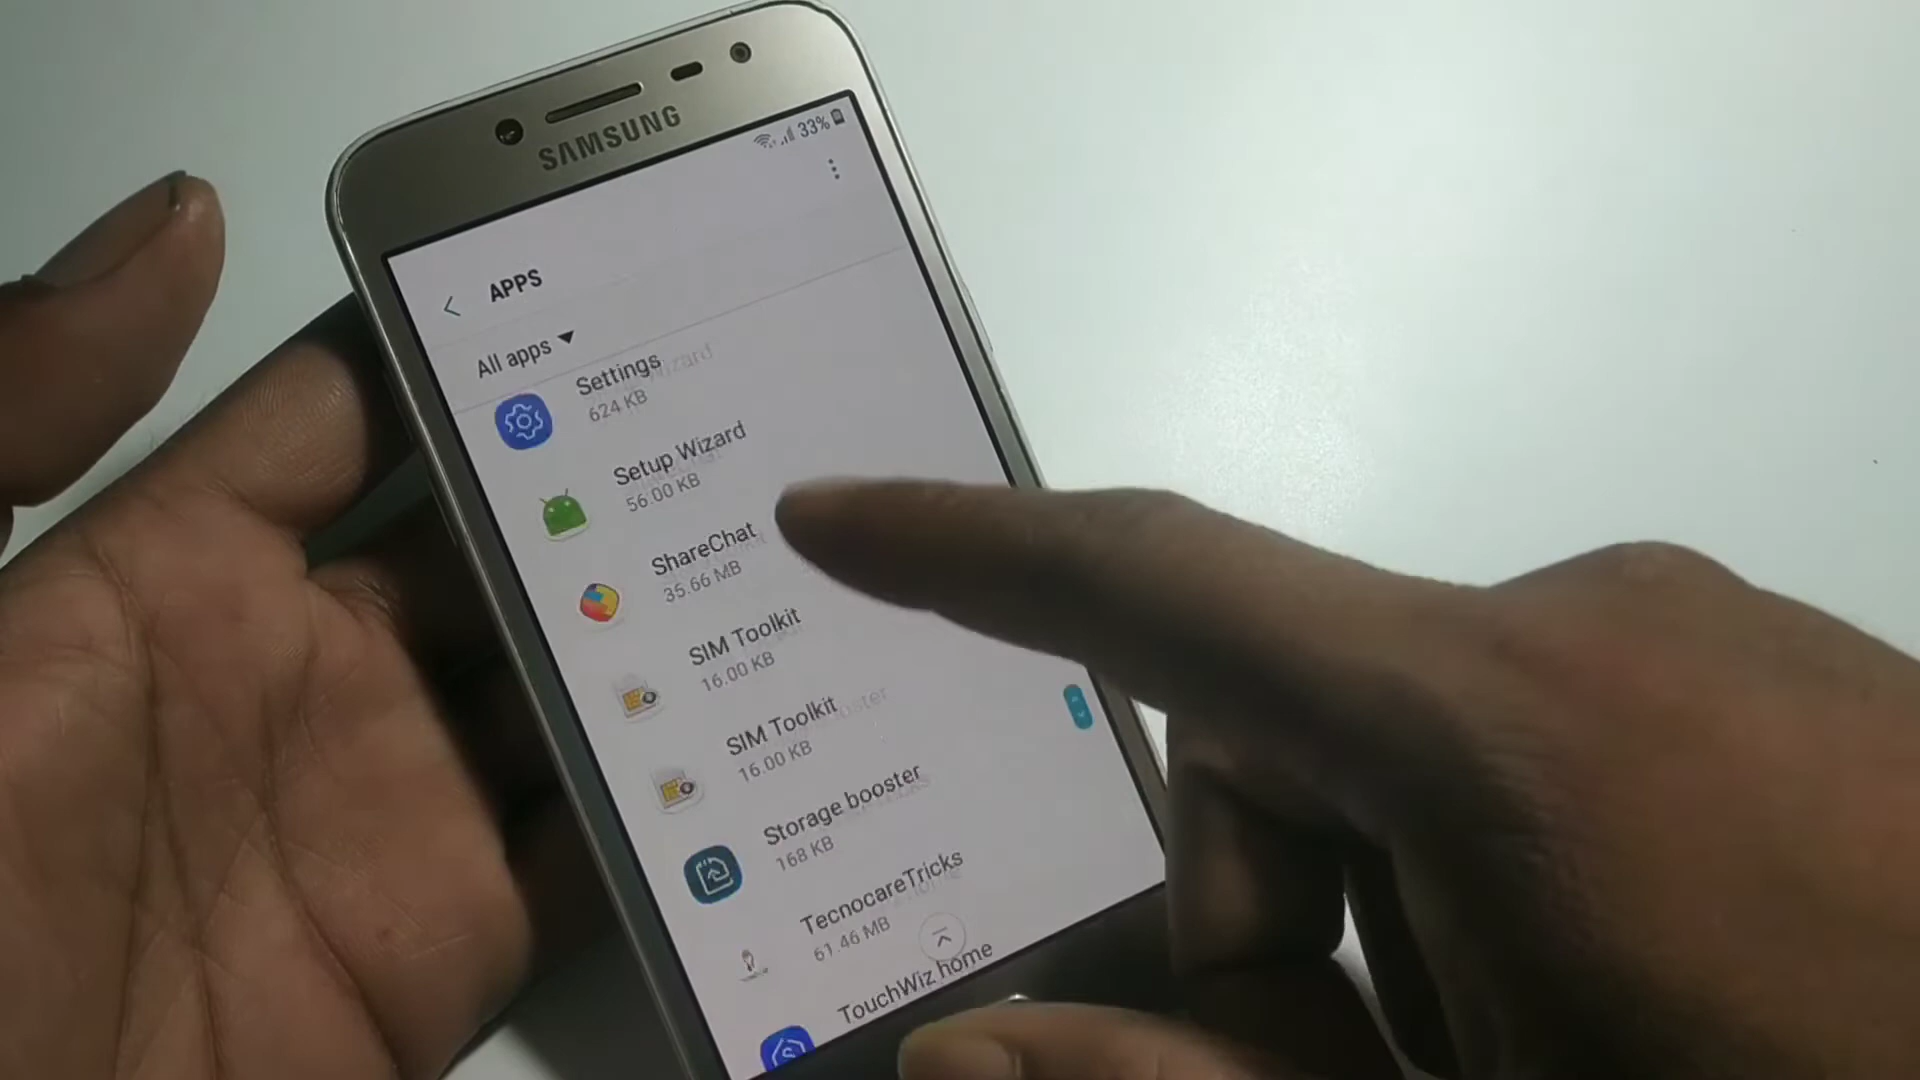 SAMSUNG
33%
APPS
All apps
Settings
624 KB
Setup Wizard
56.00 KB
ShareChat
35.66 MB
SIM Toolkit
16.00 KB
SIM Toolkit
16.00 KB
Storage booster
168 KB
TecnocareTricks
61.46 MB
TouchWiz home